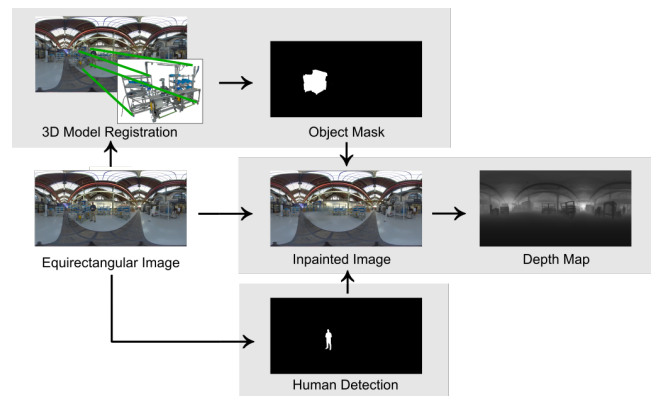 3D Model Registration
Object Mask
Equirectangular Image
Inpainted Image
Depth Map
Human Detection